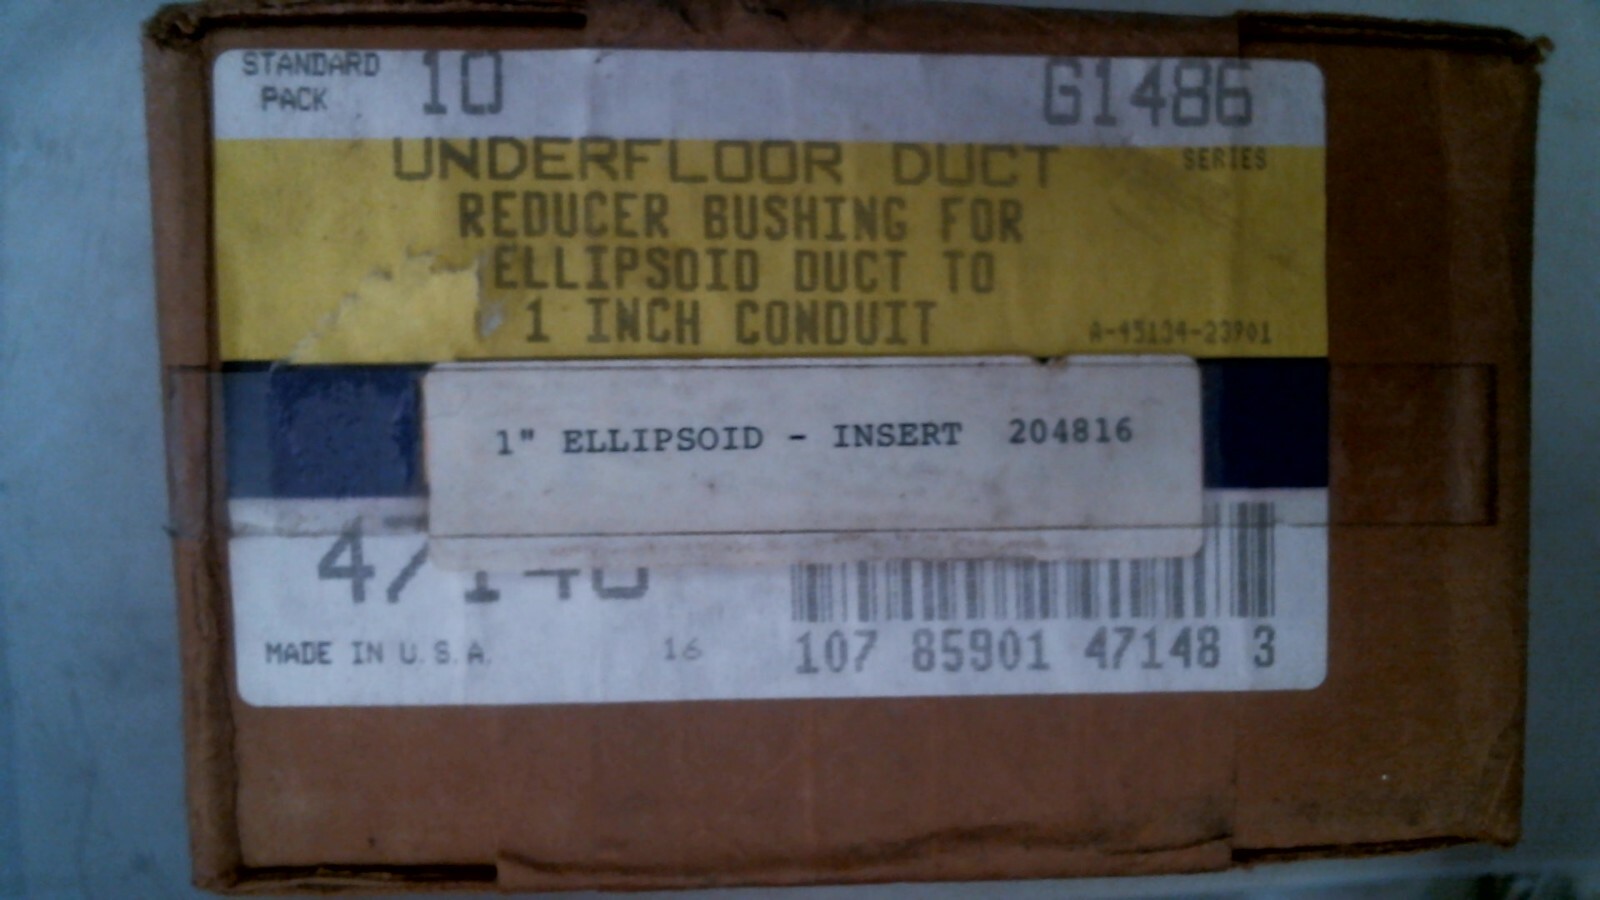 STANDARD
PACK 10 G1486
UNDERFLOOR DUCT SERIES
REDUCER BUSHING FOR
ELLIPSOID DUCT TO
1 INCH CONDUIT A-45134-23901
1" ELLIPSOID - INSERT 204816
MADE IN U.S.A. 16 107 85901 47148 3